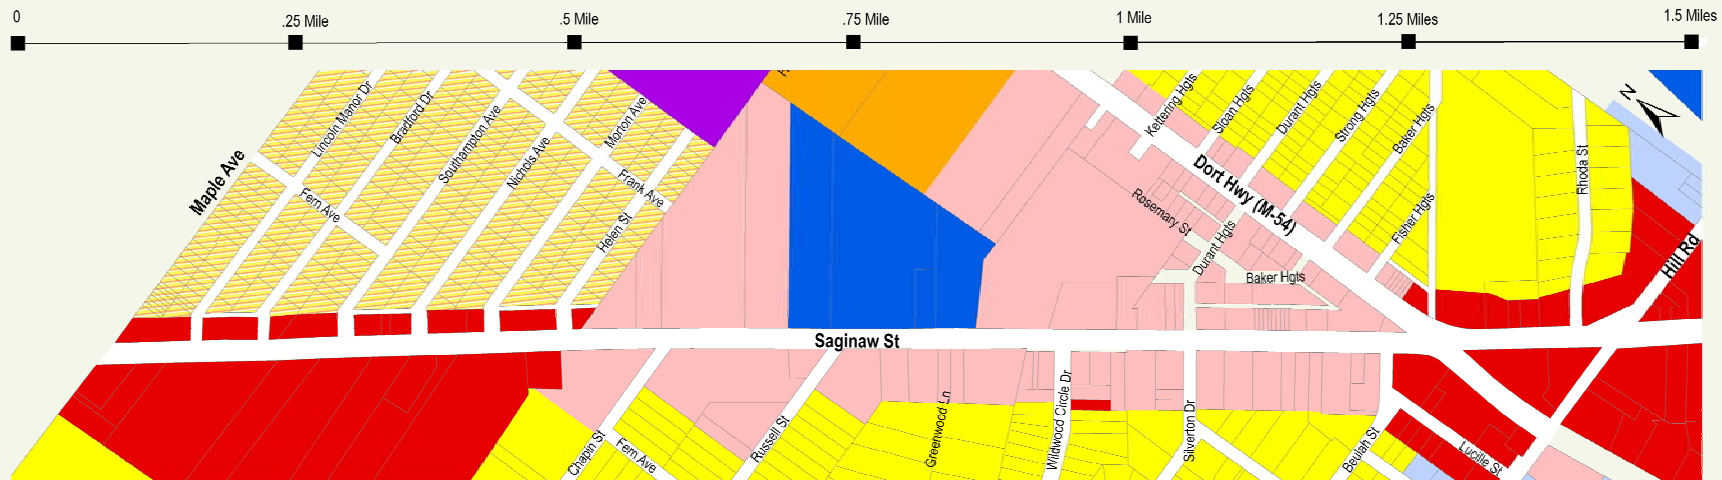 0
.25 Mile
.5 Mile
.75 Mile
1 Mile
1.25 Miles
1.5 Miles
N
Maple Ave
Lincoln Manor Dr
Bradford Dr
Southampton Ave
Nichols Ave
Morton Ave
Frank Ave
Fern Ave
Helen St
Kettering Hgts
Sloan Hgts
Durant Hgts
Strong Hgts
Baker Hgts
Fisher Hgts
Rhoda St
Dort Hwy (M-54)
Rosemary St
Durant Hgts
Baker Hgts
Hill Rd
Saginaw St
Chapin St
Fern Ave
Russell St
Greenwood Ln
Wildwood Circle Dr
Silverton Dr
Beulah St
Lucille St